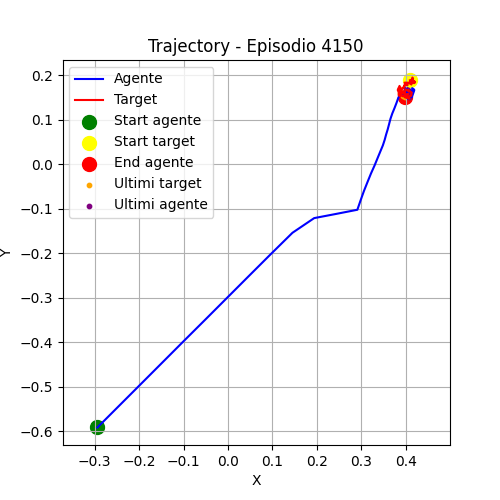 Trajectory - Episodio 4150
Agente
Target
Start agente
Start target
End agente
Ultimi target
Ultimi agente
Y
0.2
0.1
0.0
−0.1
−0.2
−0.3
−0.4
−0.5
−0.6
−0.3
−0.2
−0.1
0.0
0.1
0.2
0.3
0.4
X